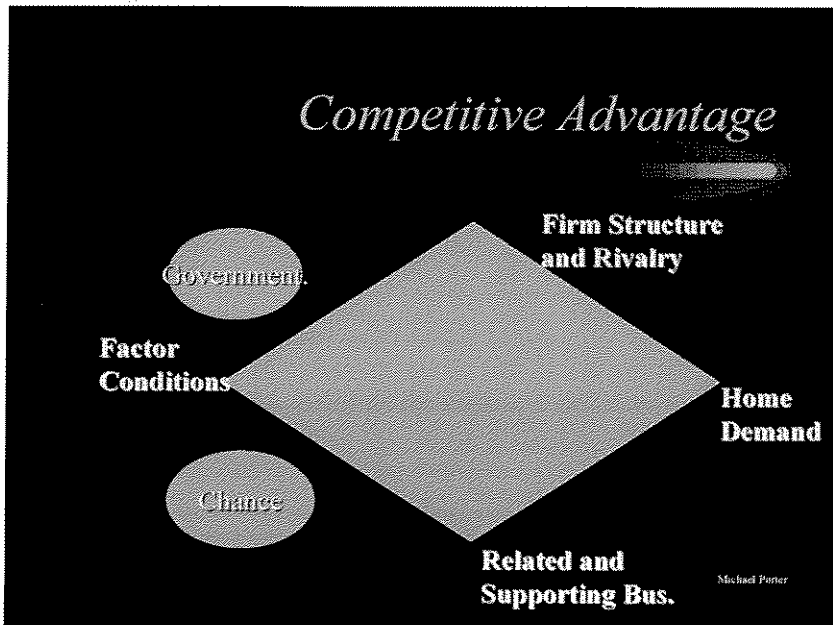 Competitive Advantage
Firm Structure
and Rivalry
Government.
Factor
Conditions
Home
Demand
Chance
Related and
Supporting Bus.
Michael Porter